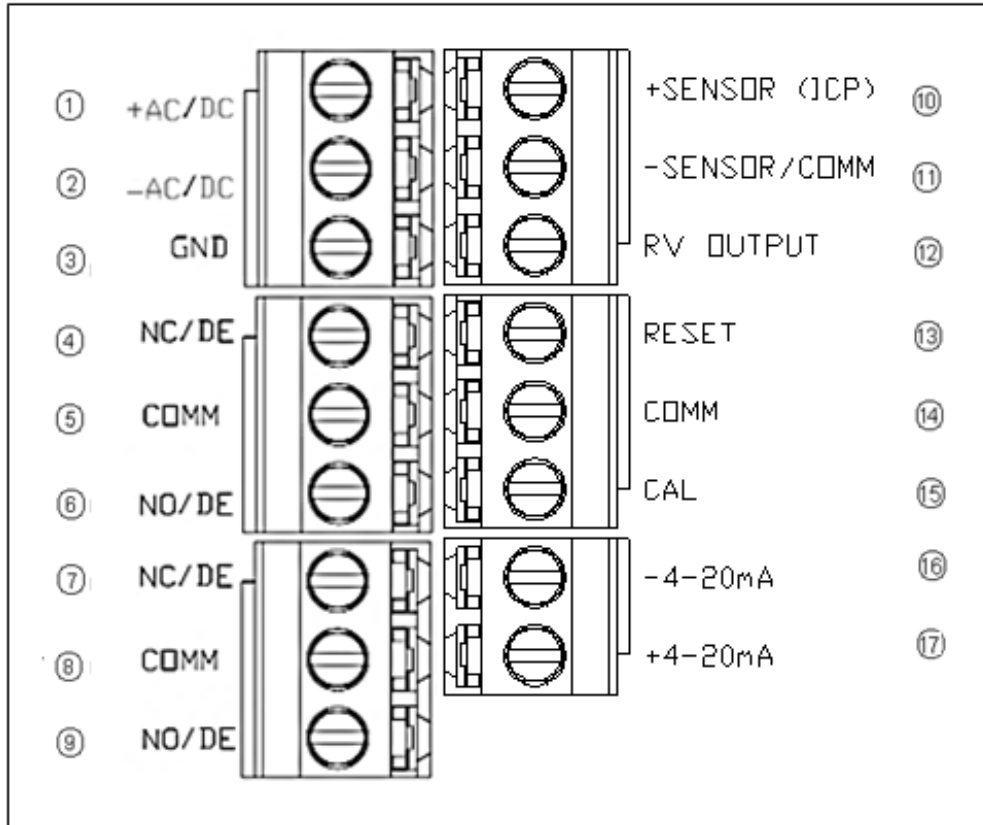 ① +AC/DC
② -AC/DC
③ GND
④ NC/DE
⑤ COMM
⑥ NO/DE
⑦ NC/DE
⑧ COMM
⑨ NO/DE
+SENSOR (ICP) ⑩
-SENSOR/COMM ⑪
RV OUTPUT ⑫
RESET ⑬
COMM ⑭
CAL ⑮
-4-20mA ⑯
+4-20mA ⑰